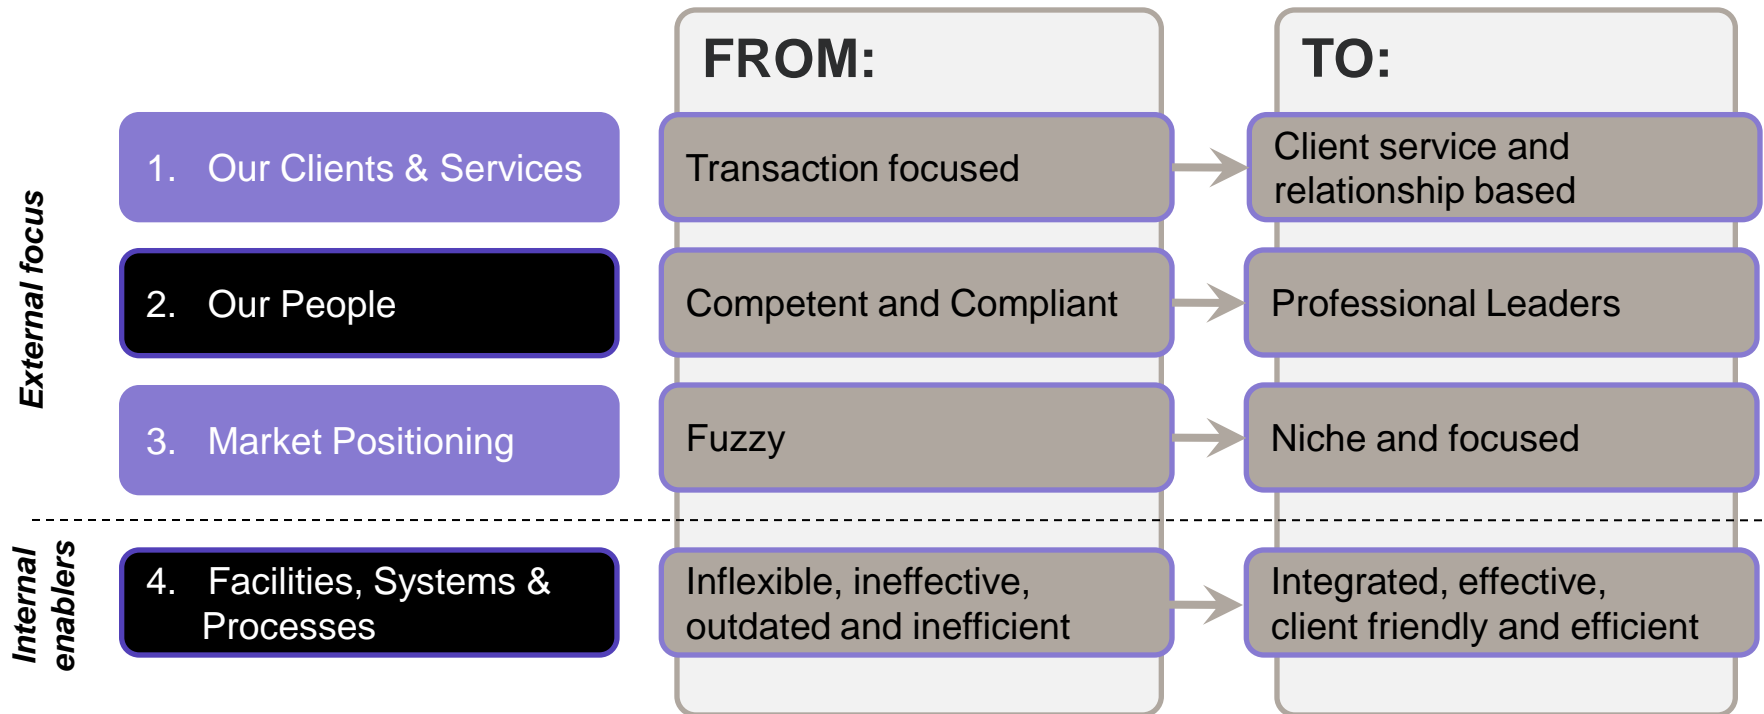 FROM:
TO:
External focus
1. Our Clients & Services
Transaction focused
Client service and
relationship based
2. Our People
Competent and Compliant
Professional Leaders
3. Market Positioning
Fuzzy
Niche and focused
Internal
enablers
4. Facilities, Systems &
Processes
Inflexible, ineffective,
outdated and inefficient
Integrated, effective,
client friendly and efficient